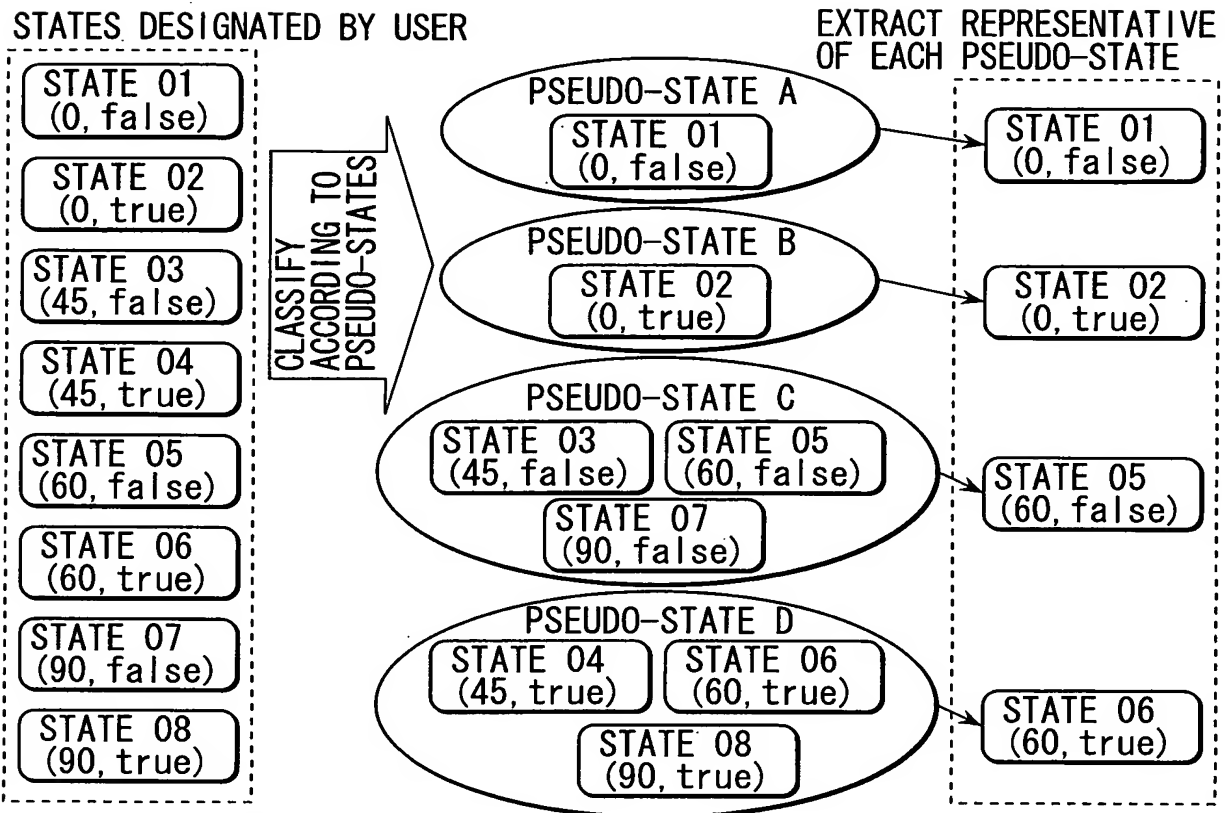 STATES DESIGNATED BY USER
STATE 01
(0, false)
STATE 02
(0, true)
STATE 03
(45, false)
STATE 04
(45, true)
STATE 05
(60, false)
STATE 06
(60, true)
STATE 07
(90, false)
STATE 08
(90, true)
CLASSIFY
ACCORDING TO
PSEUDO-STATES
PSEUDO-STATE A
STATE 01
(0, false)
PSEUDO-STATE B
STATE 02
(0, true)
PSEUDO-STATE C
STATE 03
(45, false)
STATE 05
(60, false)
STATE 07
(90, false)
PSEUDO-STATE D
STATE 04
(45, true)
STATE 06
(60, true)
STATE 08
(90, true)
EXTRACT REPRESENTATIVE
OF EACH PSEUDO-STATE
STATE 01
(0, false)
STATE 02
(0, true)
STATE 05
(60, false)
STATE 06
(60, true)